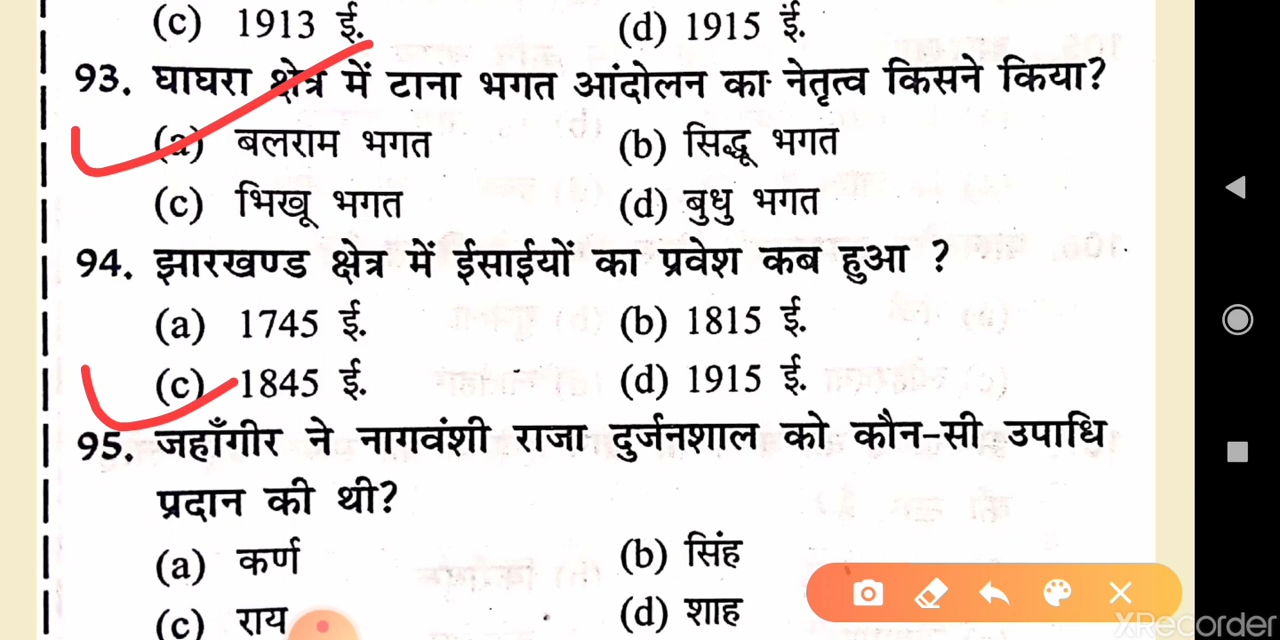 (c) 1913 ई. (d) 1915 ईं.
93. घाघरा क्षेत्र में टाना भगत आंदोलन का नेतृत्व किसने किया?
(a) बलराम भगत (b) सिद्धू भगत
(c) भिखू भगत (d) बुधु भगत
94. झारखण्ड क्षेत्र में ईसाईयों का प्रवेश कब हुआ ?
(a) 1745 ई. (b) 1815 ई.
(c) 1845 ई. (d) 1915 ई.
95. जहाँगीर ने नागवंशी राजा दुर्जनशाल को कौन-सी उपाधि
प्रदान की थी?
(a) कर्ण (b) सिंह
(c) राय (d) शाह
XRecorder